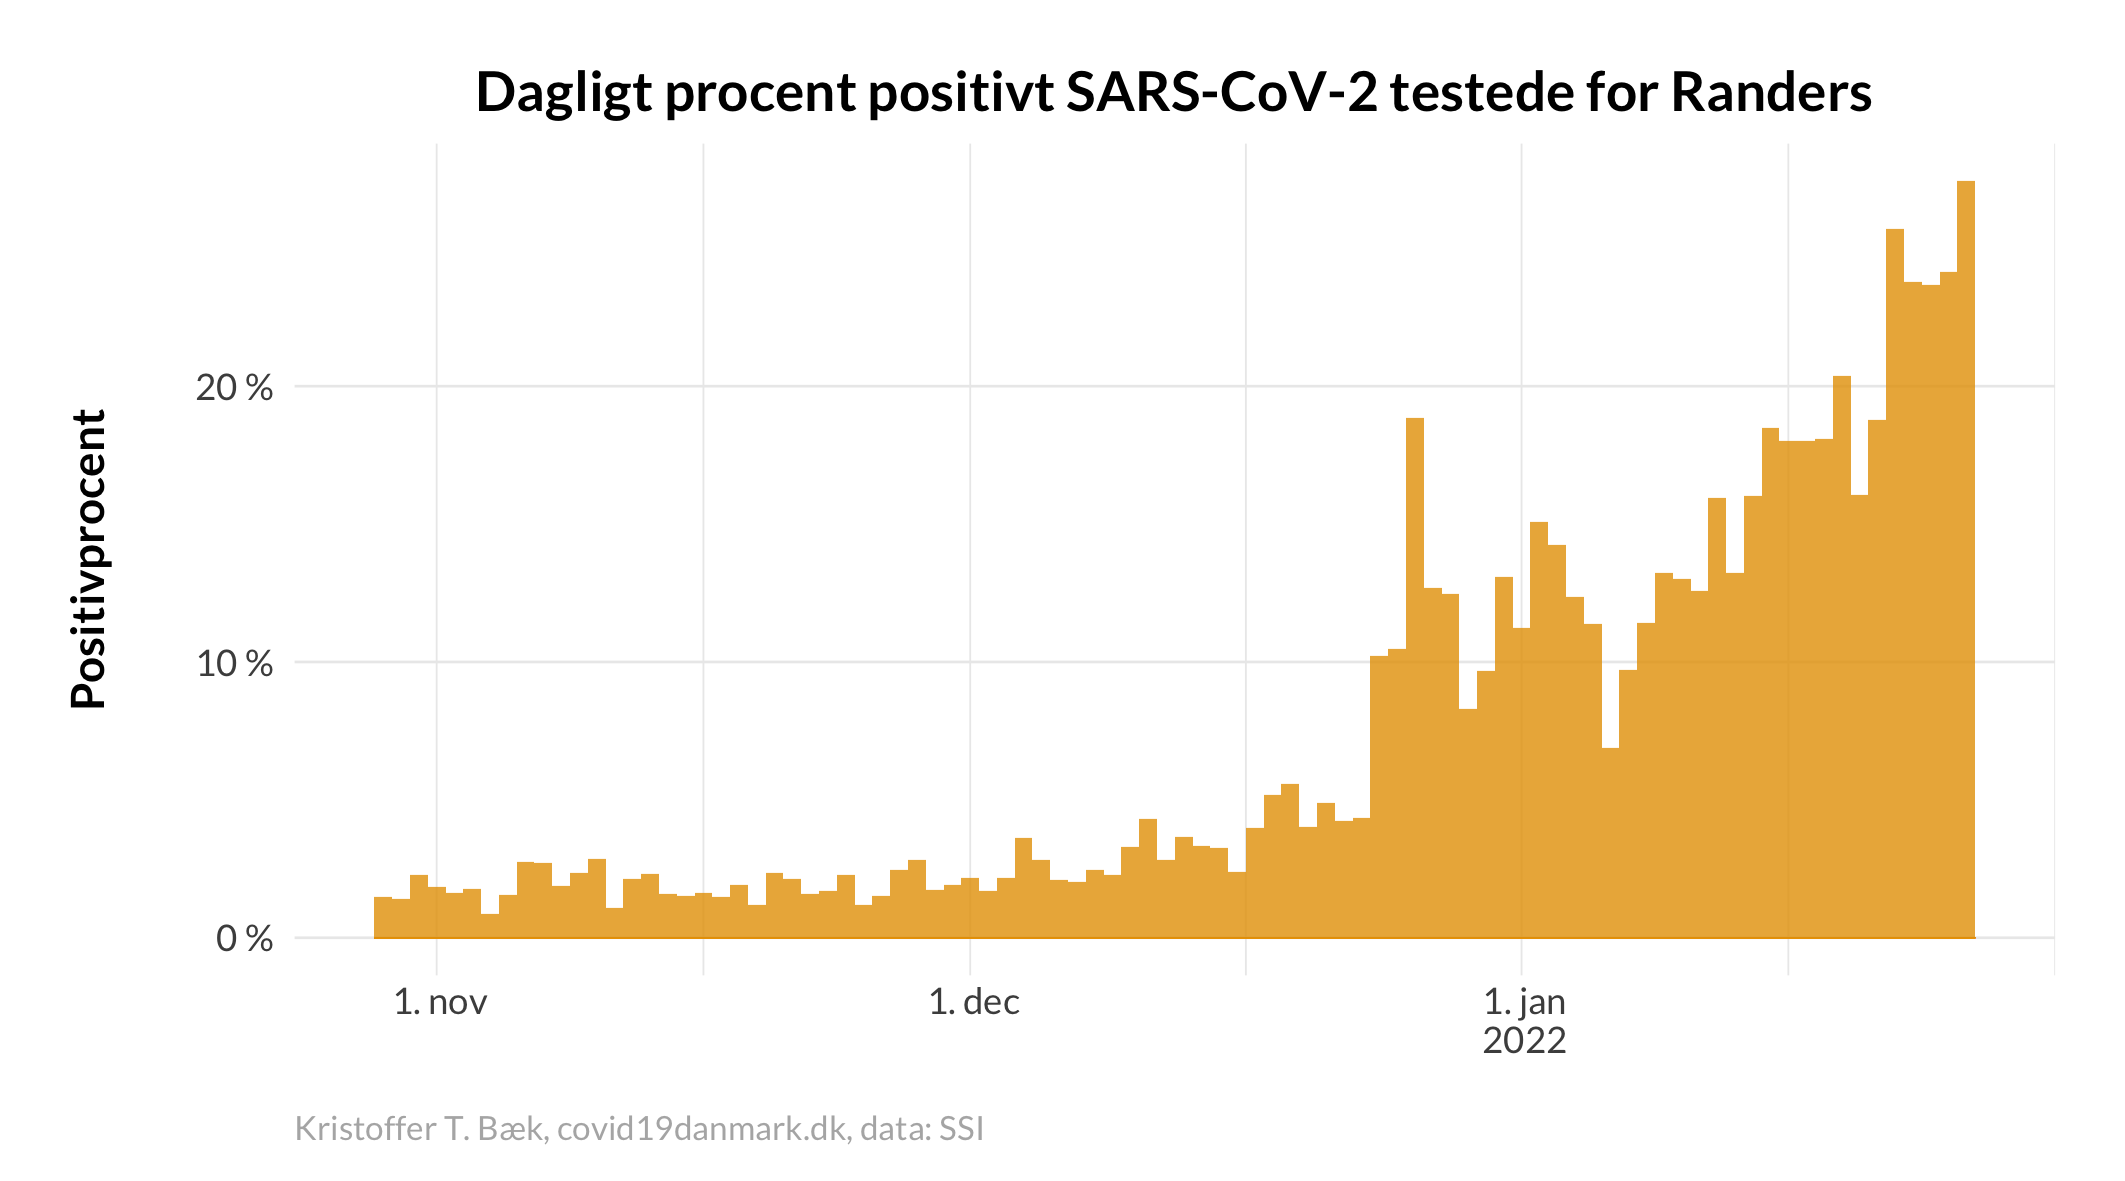 Dagligt procent positivt SARS-CoV-2 testede for Randers
Positivprocent
20 %
10 %
0 %
1. nov
1. dec
1. jan
2022
Kristoffer T. Bæk, covid19danmark.dk, data: SSI